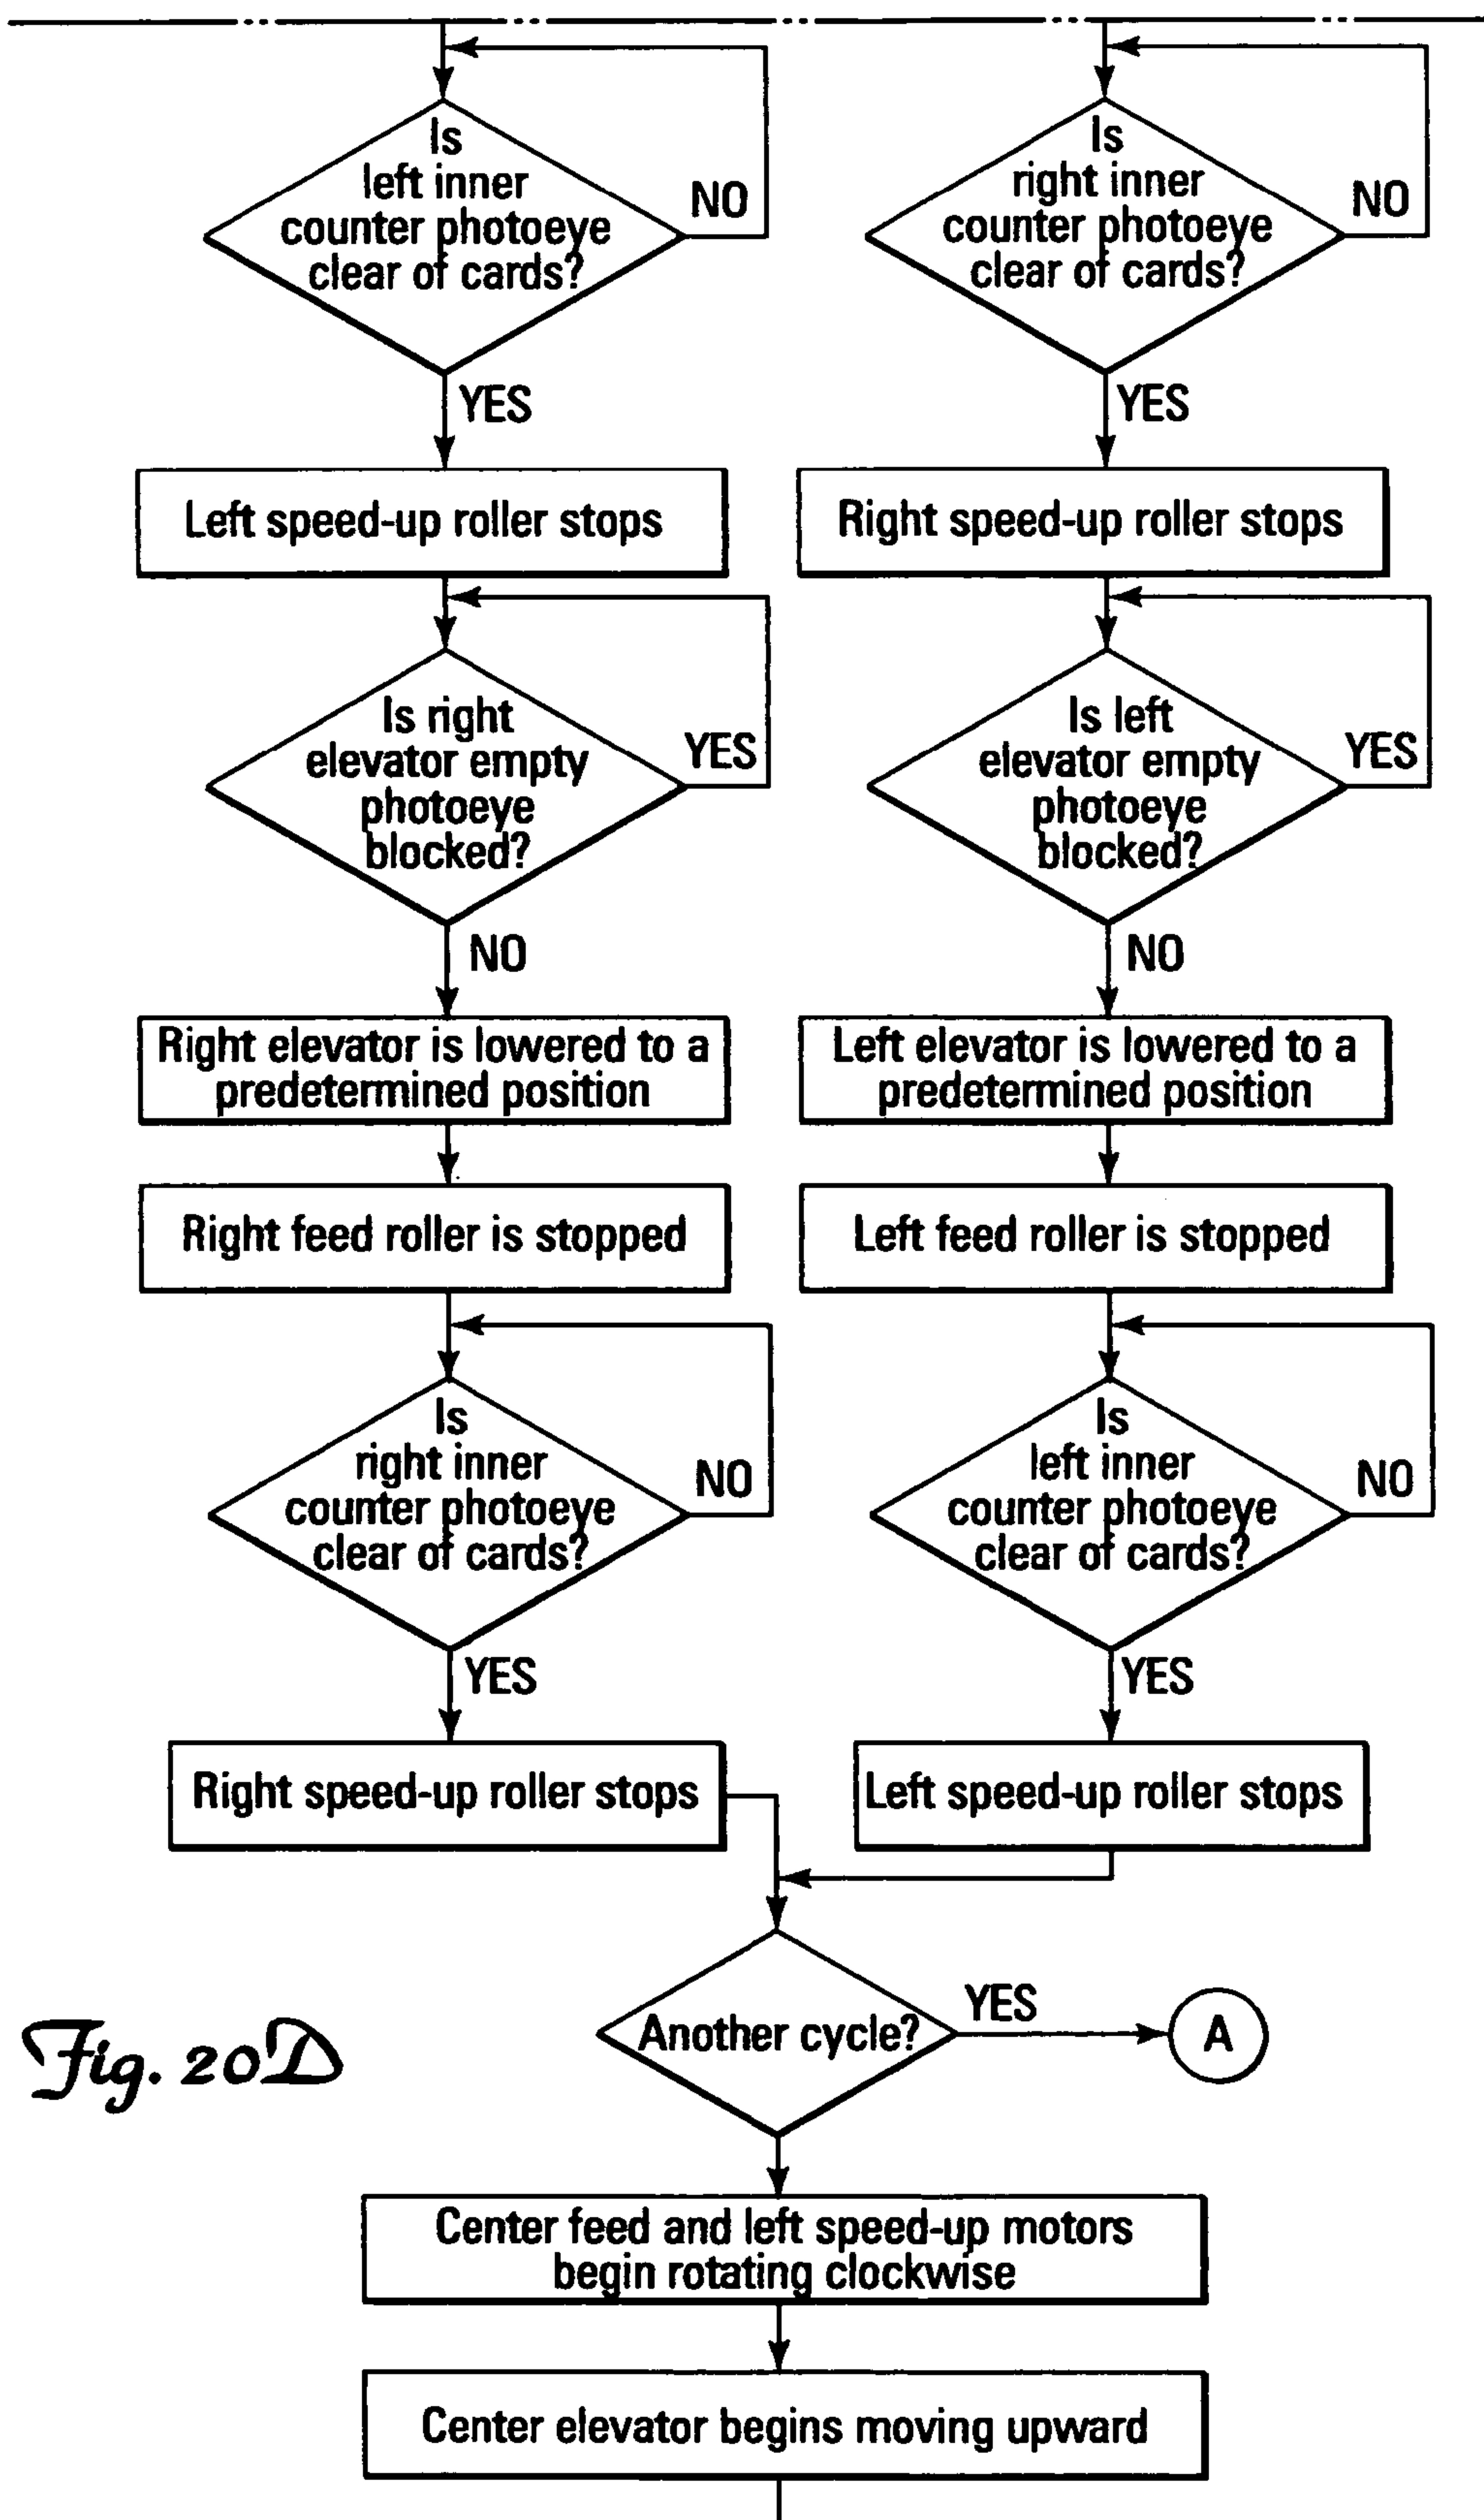 Is
left inner
counter photoeye
clear of cards?
NO
YES
Is
right inner
counter photoeye
clear of cards?
NO
YES
Left speed-up roller stops
Right speed-up roller stops
Is right
elevator empty
photoeye
blocked?
YES
NO
Is left
elevator empty
photoeye
blocked?
YES
NO
Right elevator is lowered to a
predetermined position
Left elevator is lowered to a
predetermined position
Right feed roller is stopped
Left feed roller is stopped
Is
right inner
counter photoeye
clear of cards?
NO
YES
Is
left inner
counter photoeye
clear of cards?
NO
YES
Right speed-up roller stops
Left speed-up roller stops
Another cycle?
YES
A
Fig. 20D
Center feed and left speed-up motors
begin rotating clockwise
Center elevator begins moving upward